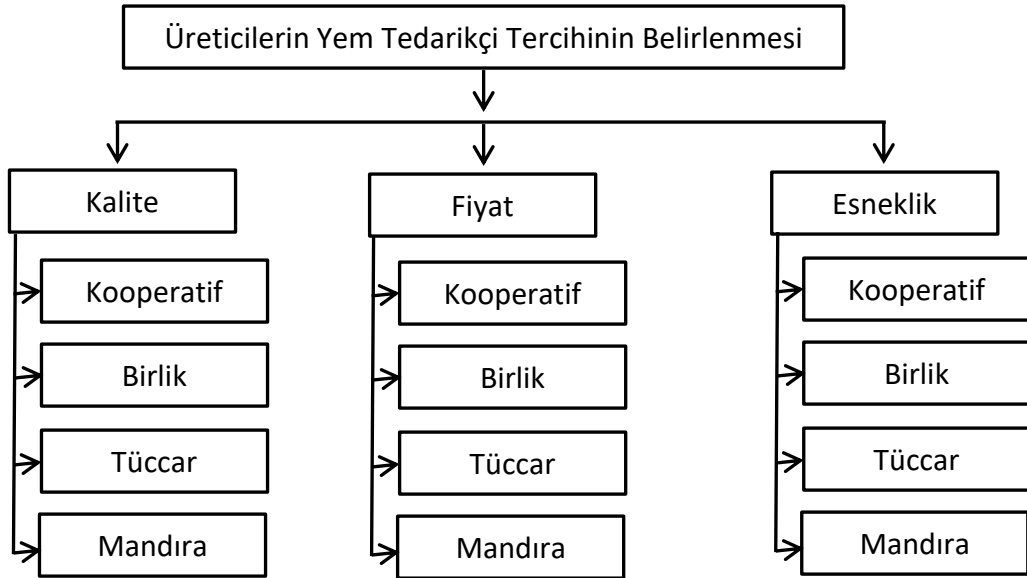 Üreticilerin Yem Tedarikçi Tercihinin Belirlenmesi
Kalite
Kooperatif
Birlik
Tüccar
Mandıra
Fiyat
Kooperatif
Birlik
Tüccar
Mandıra
Esneklik
Kooperatif
Birlik
Tüccar
Mandıra